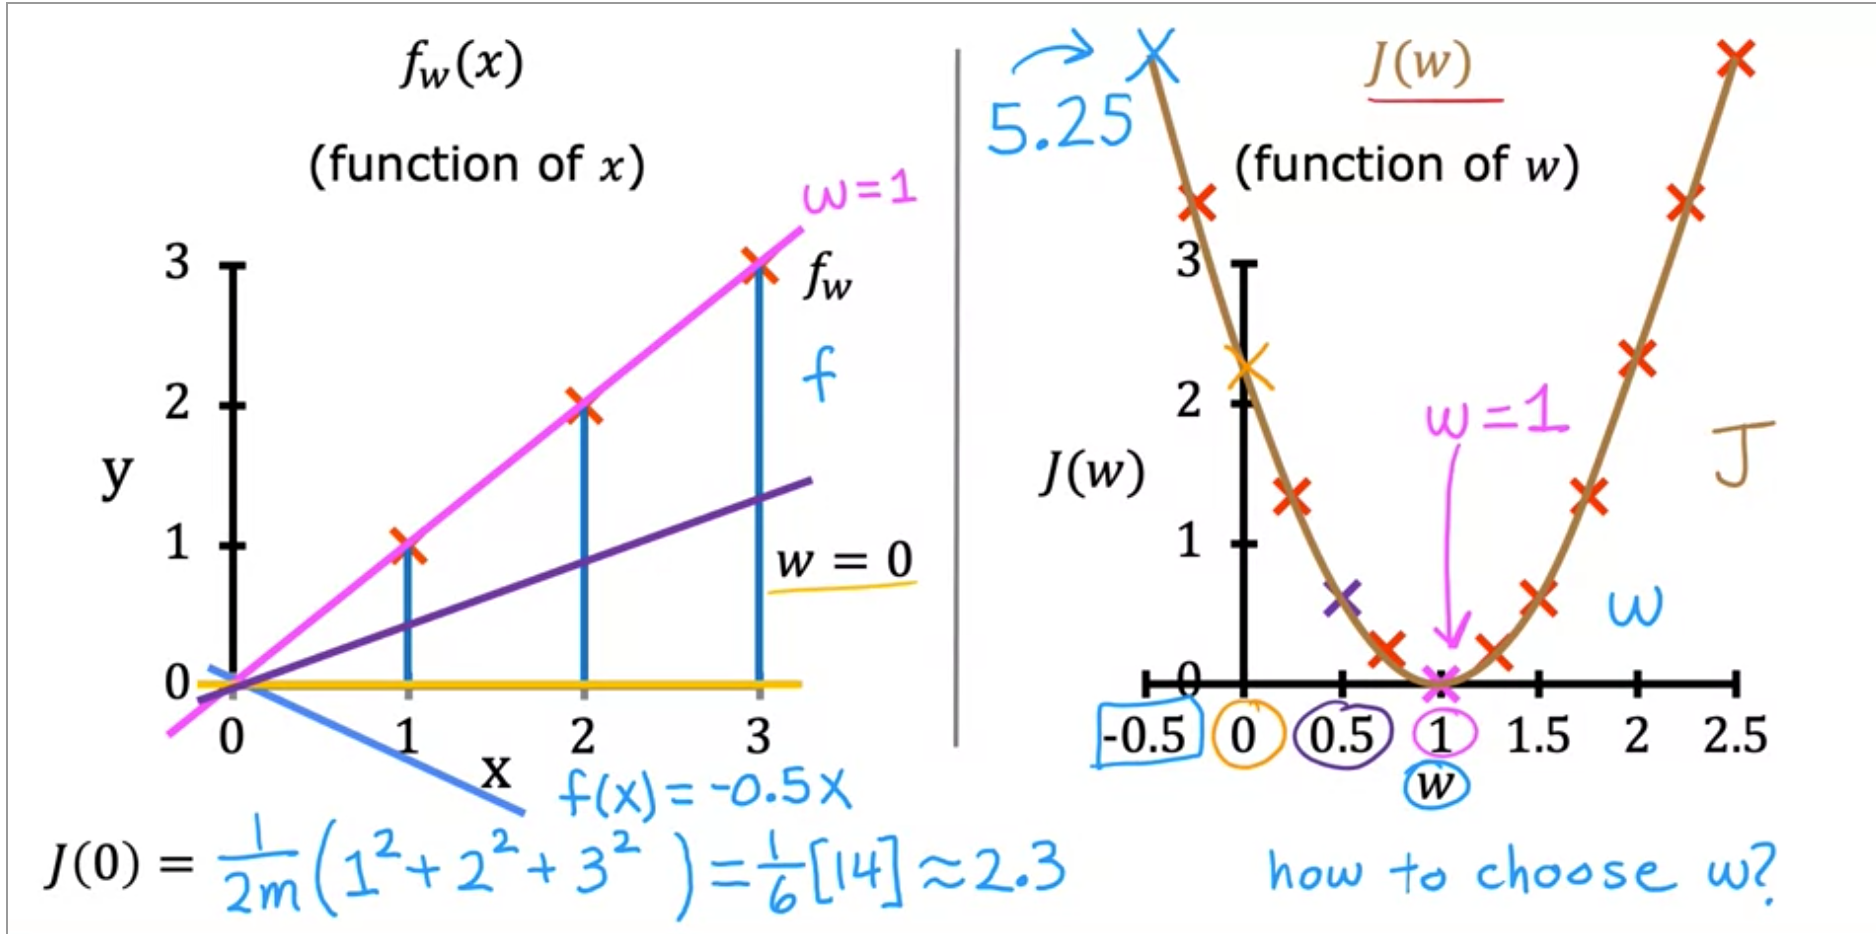 f_w(x)
(function of x)
w=1
3
f_w
f
2
y
1
w = 0
0
0 1 2 3
x
f(x) = -0.5x
J(0) = 1/2m (1² + 2² + 3² ) = 1/6 [14] ≈ 2.3
5.25
J(w)
(function of w)
3
2
w=1
J
J(w)
1
w
0
-0.5 0 0.5 1 1.5 2 2.5
w
how to choose w?